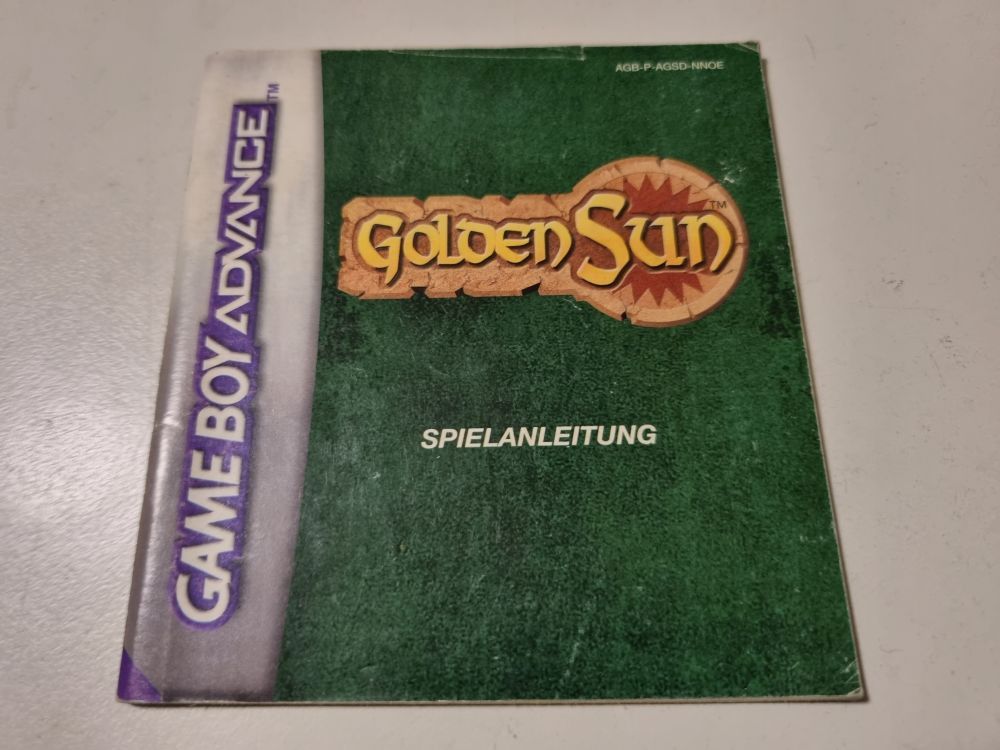 AGB-P-AGSD-NNOE
GAME BOY ADVANCE™
GOLDEN SUN™
SPIELANLEITUNG